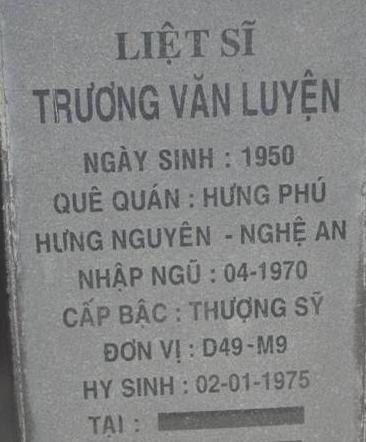 LIỆT SĨ
TRƯƠNG VĂN LUYỆN
NGÀY SINH : 1950
QUÊ QUÁN : HƯNG PHÚ
HƯNG NGUYÊN - NGHỆ AN
NHẬP NGŨ : 04-1970
CẤP BẬC : THƯỢNG SỸ
ĐƠN VỊ : D49-M9
HY SINH : 02-01-1975
TẠI :